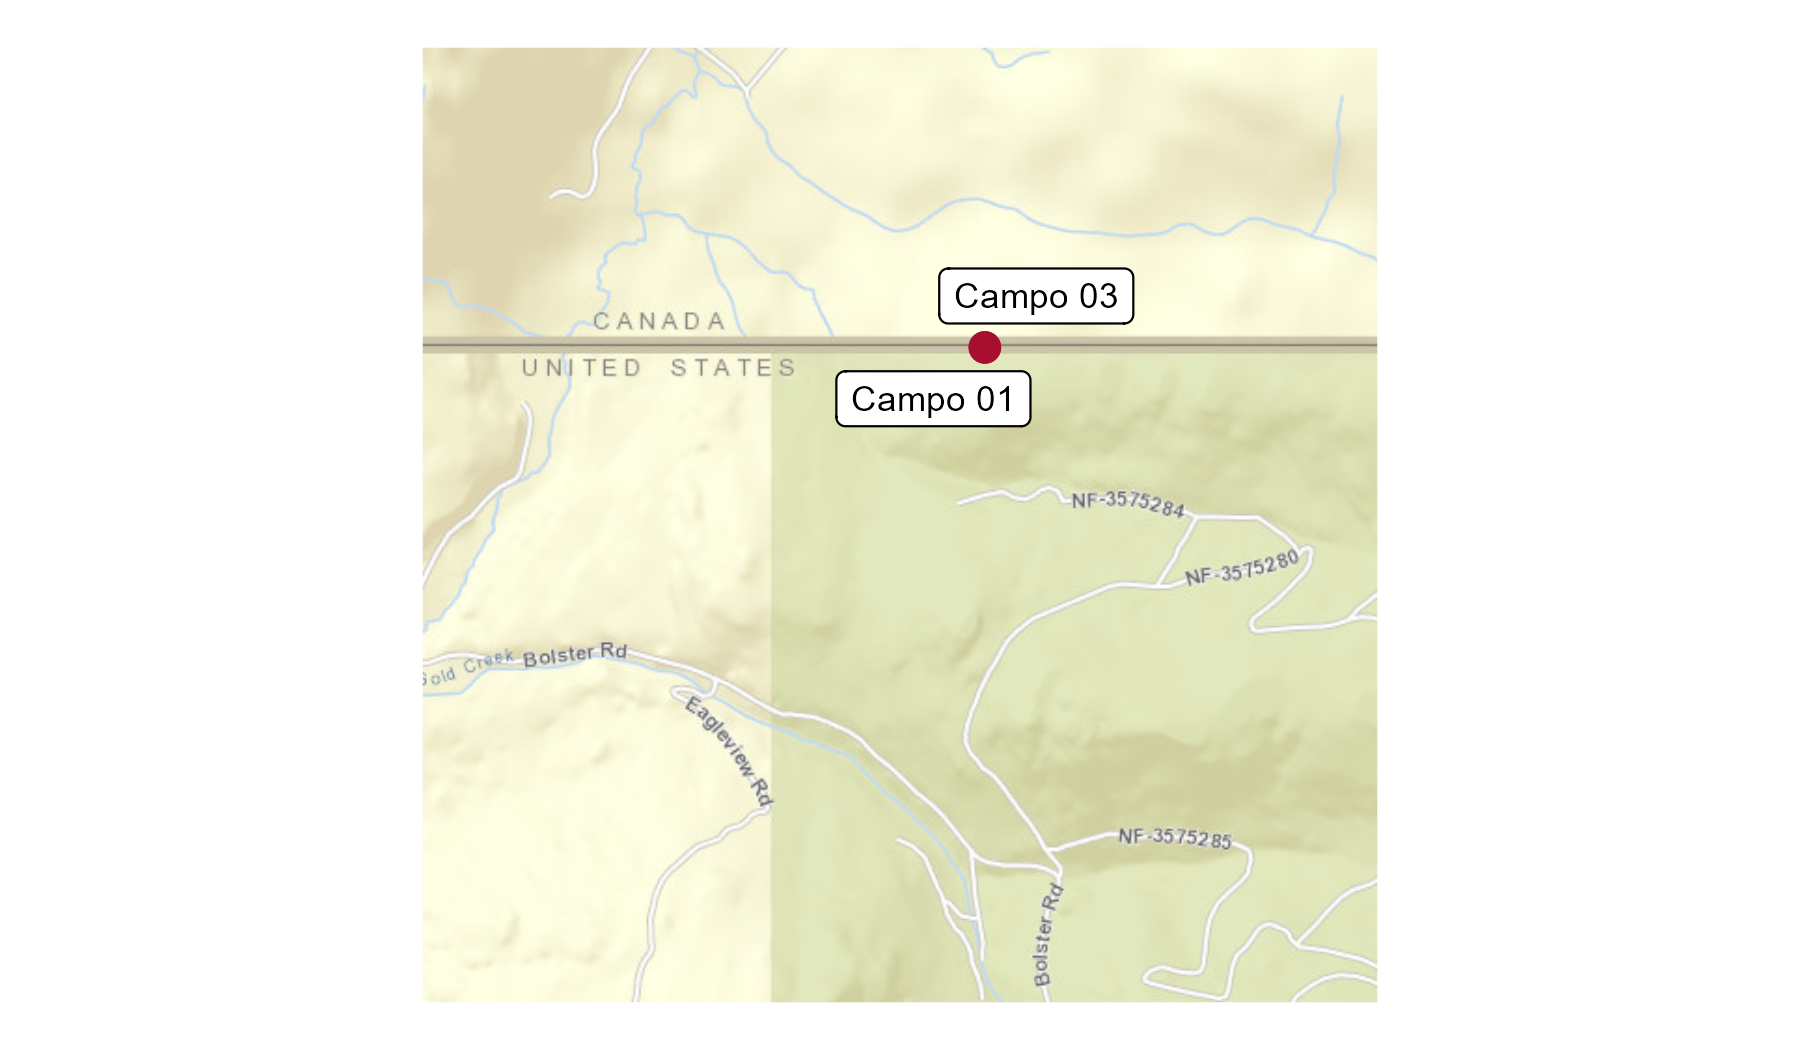 Campo 03
CANADA
UNITED STATES
Campo 01
NF-3575284
NF-3575280
Gold Creek
Bolster Rd
Eagleview Rd
NF-3575285
Bolster Rd